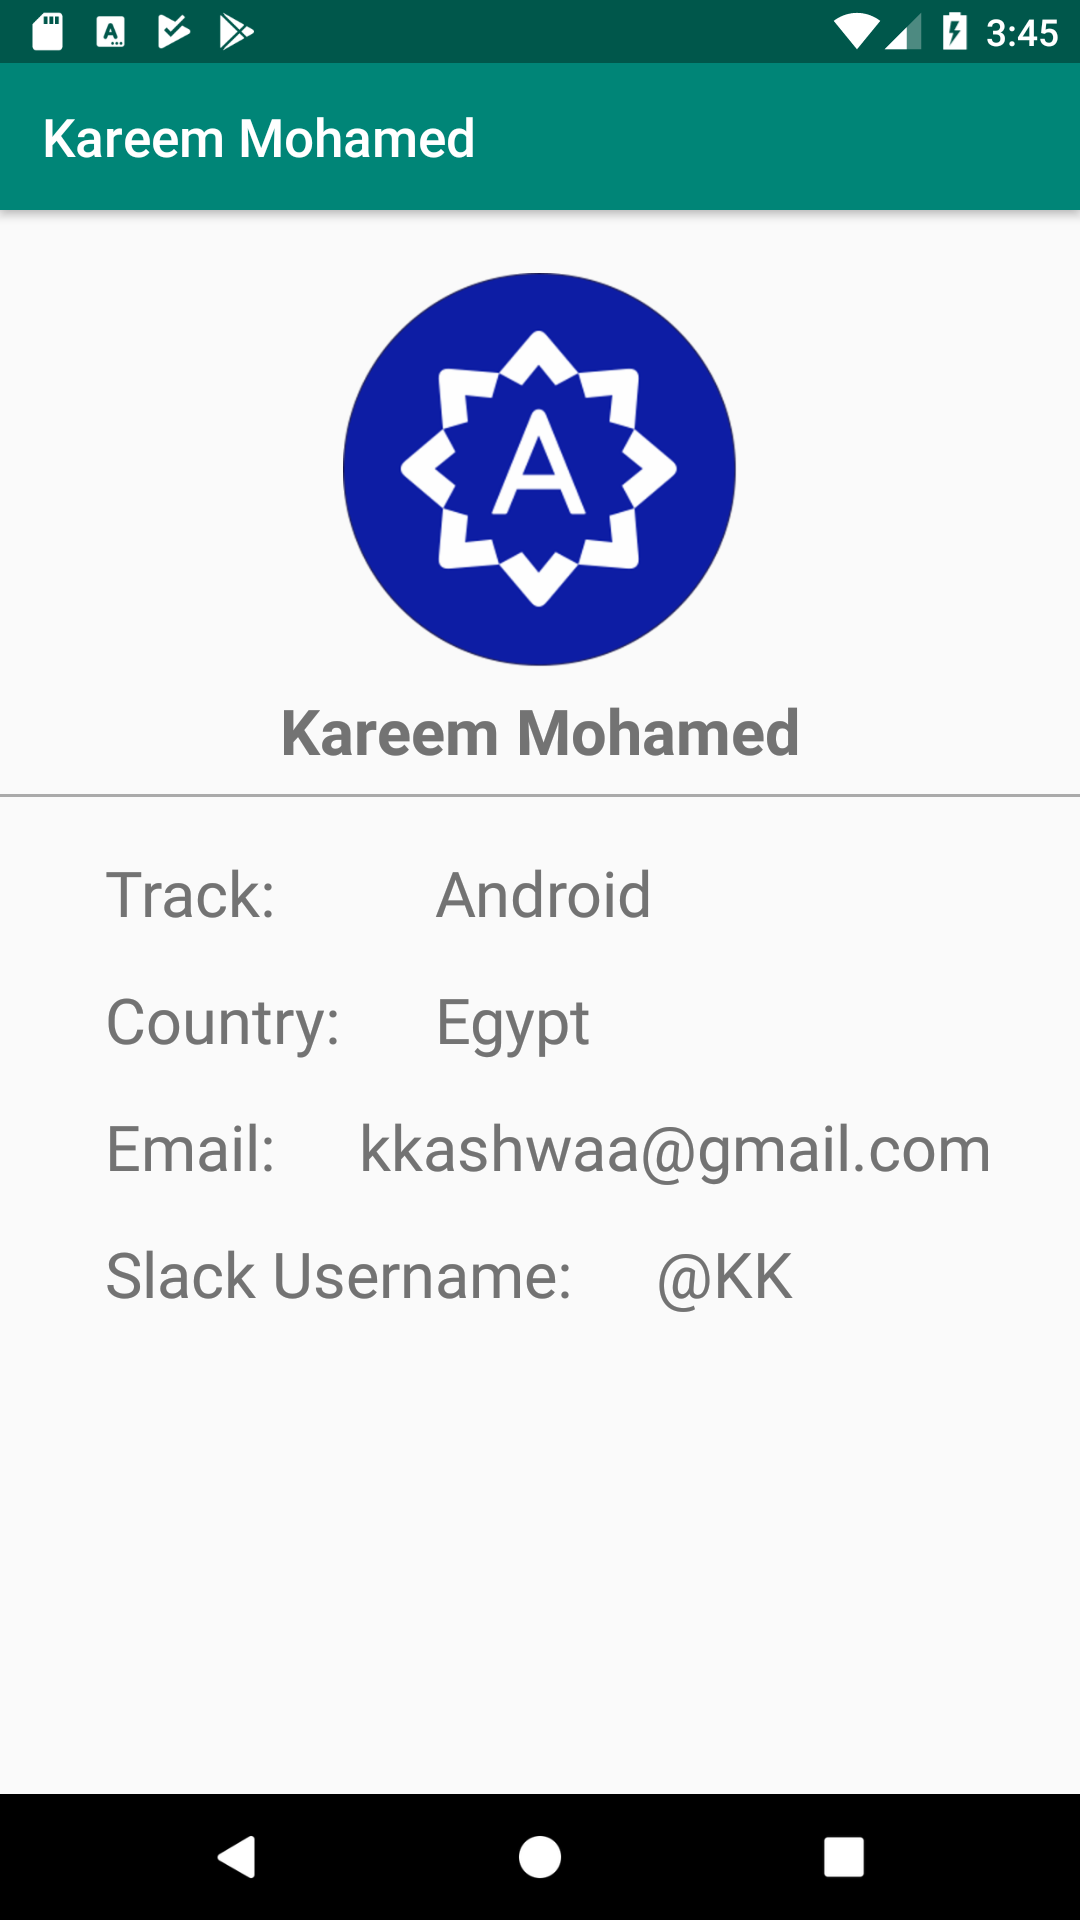 3:45
Kareem Mohamed
A
Kareem Mohamed
Track: Android
Country: Egypt
Email: kkashwaa@gmail.com
Slack Username: @KK